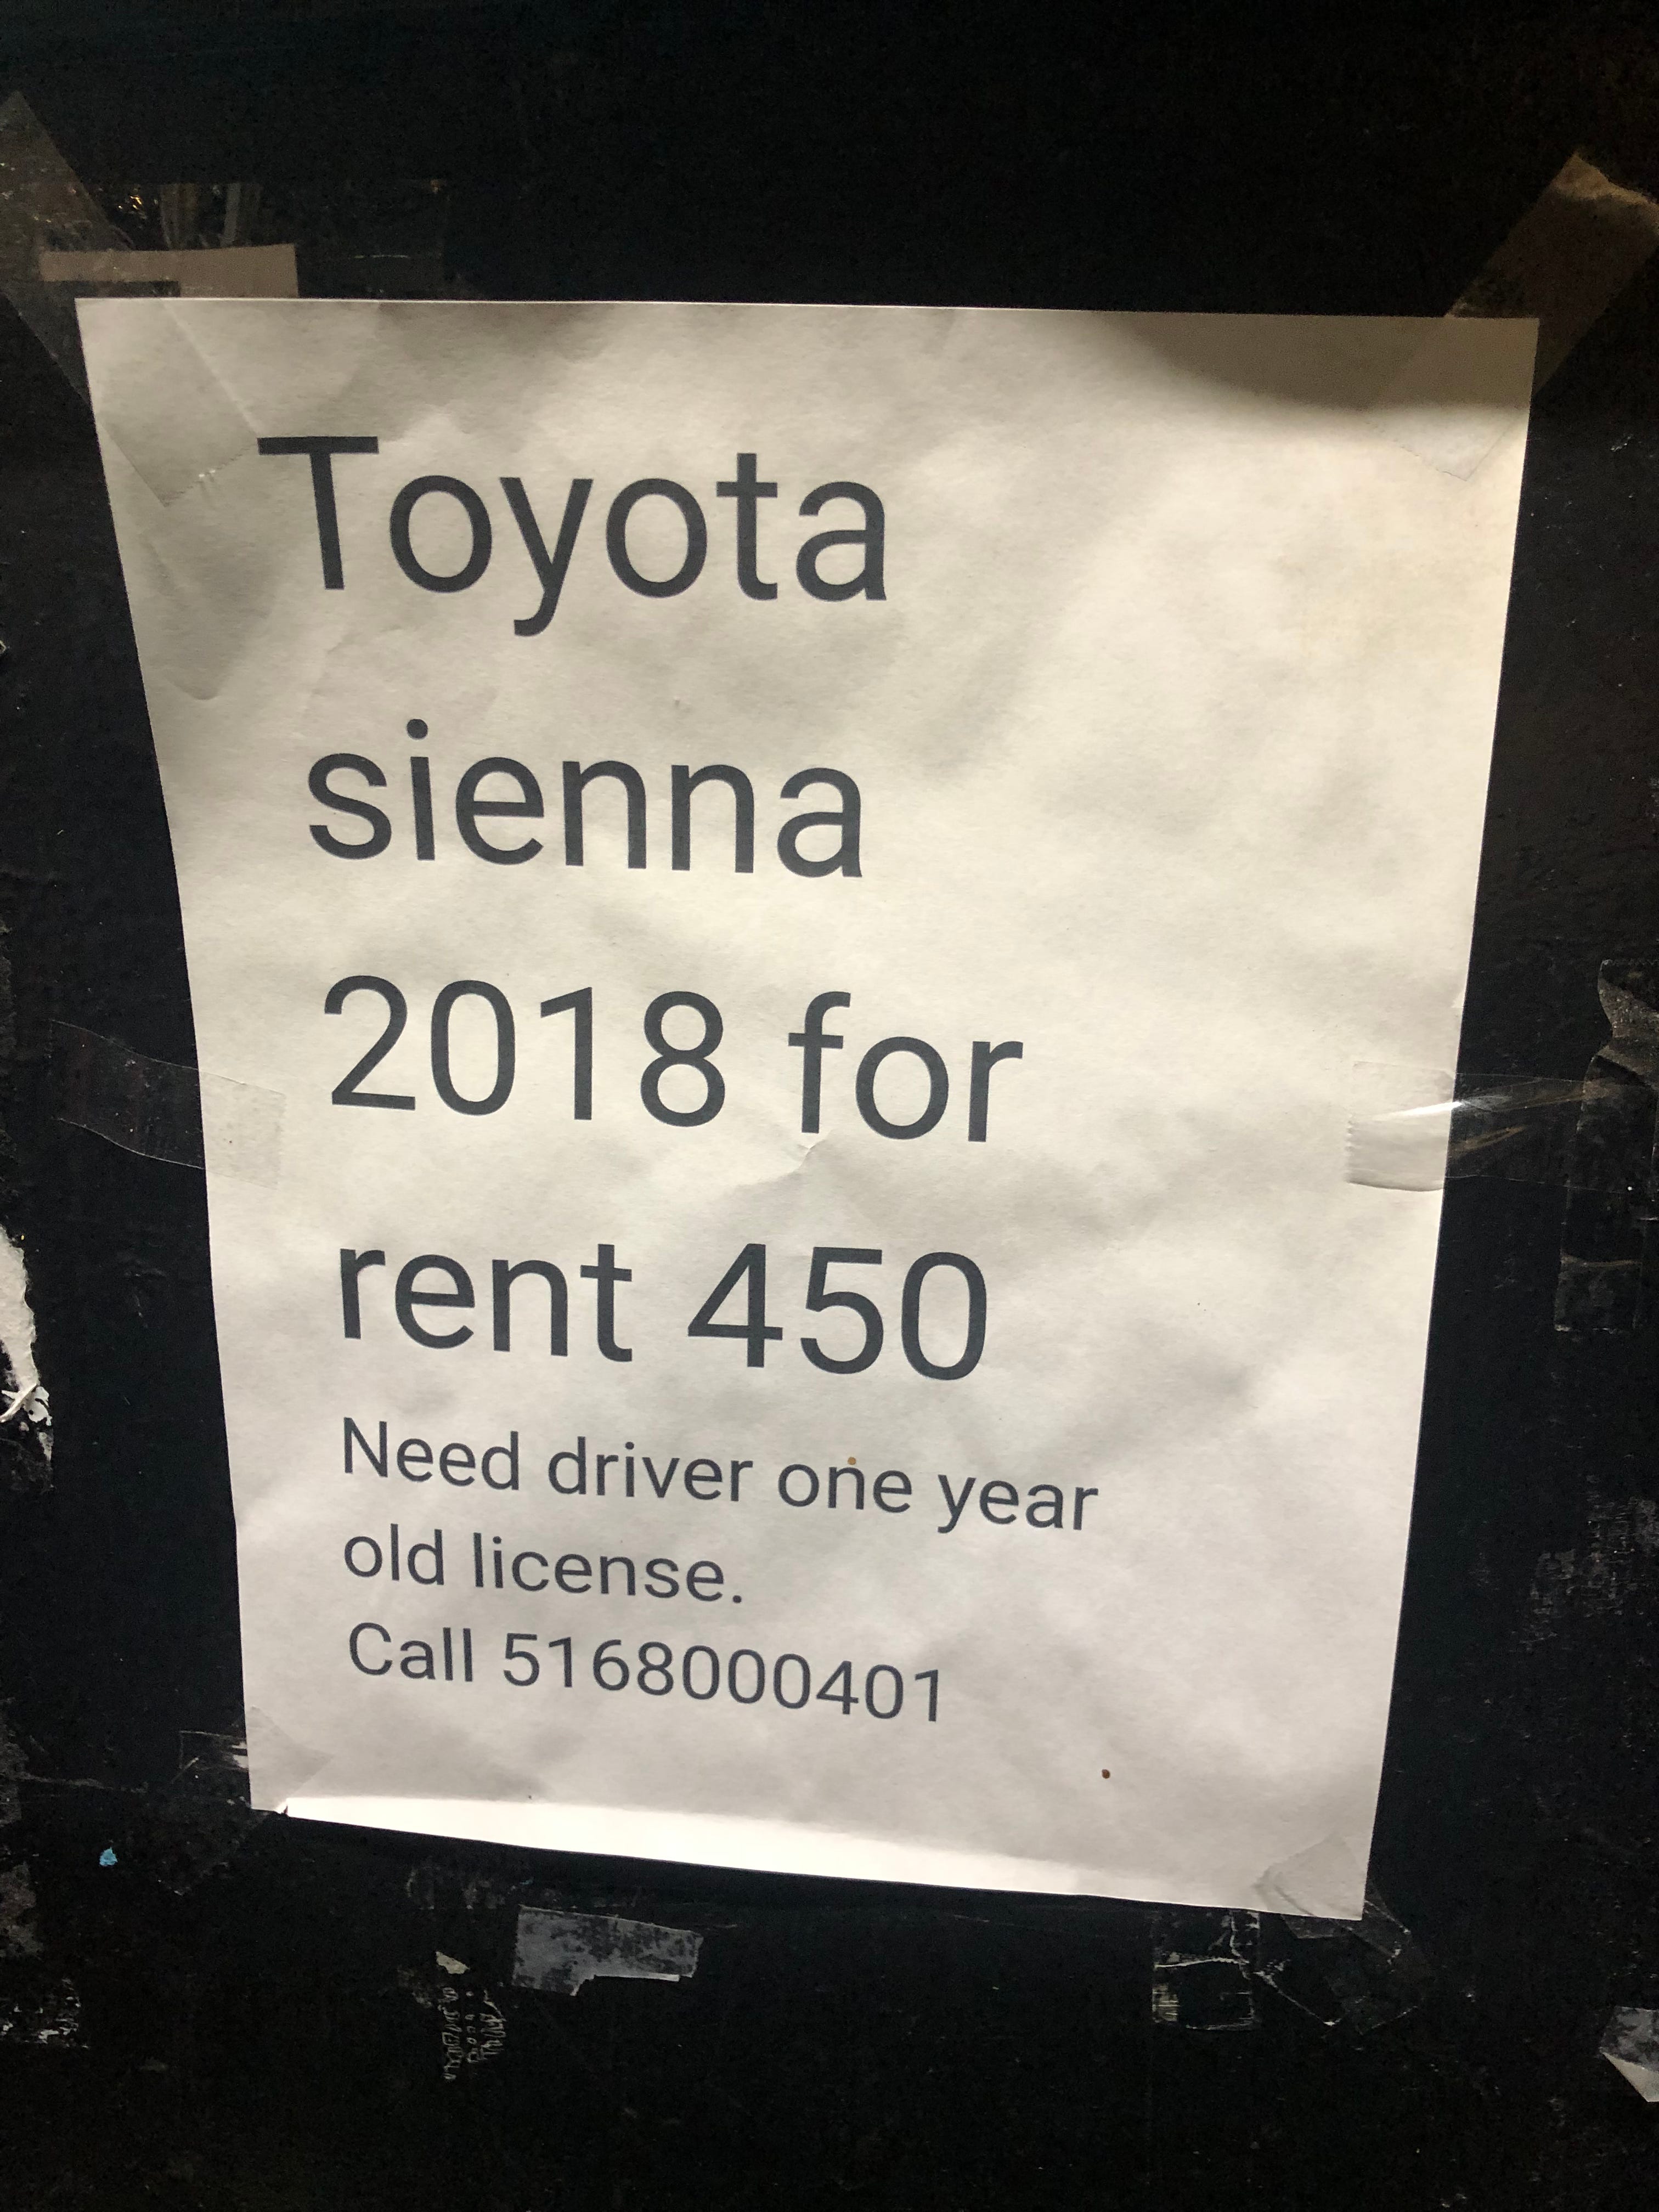 Toyota
sienna
2018 for
rent 450
Need driver one year
old license.
Call 5168000401